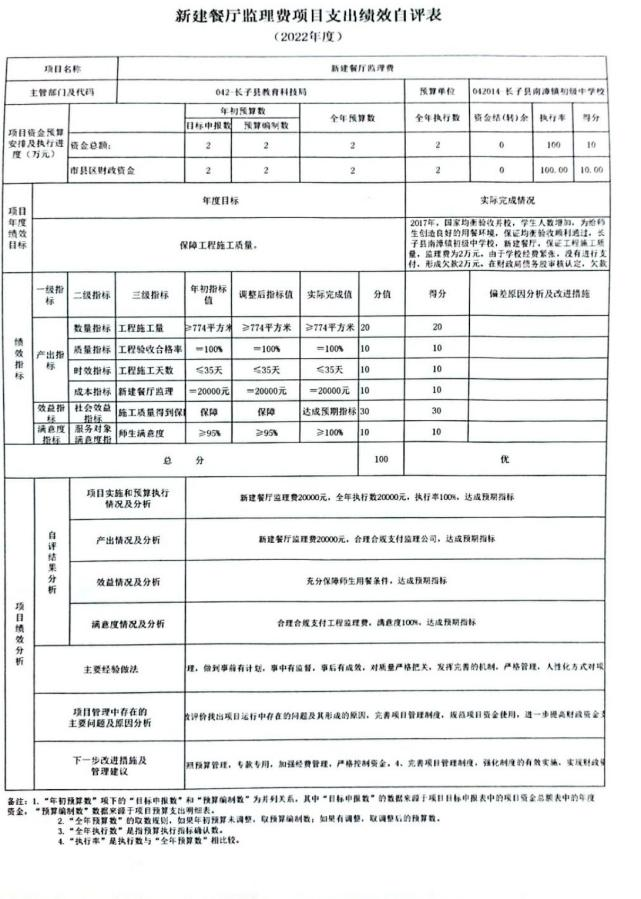 新建餐厅监理费项目支出绩效自评表
（2022年度）
项目名称 新建餐厅监理费
主管部门及代码 042-长子县教育科技局 预算单位 042014-长子县南漳镇初级中学校
项目资金预算安排及执行进度（万元） 年初预算数 全年预算数 全年执行数 资金结(转)余 执行率 得分
目标申报数 预算编制数
资金总额: 2 2 2 2 0 100 10
市县区财政资金 2 2 2 2 0 100.00 10.00
项目年度绩效目标 年度目标 实际完成情况
保障工程施工质量。
2017年，国家均衡验收并校，学生人数增加，为给师
生创造良好的用餐环境，保证均衡验收顺利通过，长
子县南漳镇初级中学校，新建餐厅，保证工程施工质
量，监理费为2万元，由于学校经费紧张，没有进行支
付，形成欠款2万元，在财政局债务股审核认定，欠款
绩效指标 一级指标 二级指标 三级指标 年初指标值 调整后指标值 实际完成值 分值 得分 偏差原因分析及改进措施
产出指标 数量指标 工程施工量 ≥774平方米 ≥774平方米 ≥774平方米 20 20
质量指标 工程验收合格率 =100% =100% =100% 10 10
时效指标 工程施工天数 ≤35天 ≤35天 ≤35天 10 10
成本指标 新建餐厅监理 =20000元 =20000元 =20000元 10 10
效益指标 社会效益指标 施工质量得到保 保障 保障 达成预期指标 30 30
满意度指标 服务对象满意度指 师生满意度 ≥95% ≥95% ≥100% 10 10
总 分 100 优
项目绩效分析 自评结果分析 项目实施和预算执行情况及分析 新建餐厅监理费20000元，全年执行数20000元，执行率100%，达成预期指标
产出情况及分析 新建餐厅监理费20000元，合理合规支付监理公司，达成预期指标
效益情况及分析 充分保障师生用餐条件，达成预期指标
满意度情况及分析 合理合规支付工程监理费，满意度100%，达成预期指标
主要经验做法 理，做到事前有计划，事中有监督，事后有成效，对质量严格把关，发挥完善的机制，严格管理，人性化方式对项
项目管理中存在的主要问题及原因分析 效评价找出项目运行中存在的问题及其形成的原因，完善项目管理制度，规范项目资金使用，进一步提高财政资金支
下一步改进措施及管理建议 照预算管理，专款专用，加强经费管理，严格控制资金。4、完善项目管理制度，强化制度的有效实施，实现财政资
备注：1、“年初预算数”项下的“目标申报数”和“预算编制数”为并列关系，其中“目标申报数”的数据来源于项目目标申报表中的项目资金总额表中的年度
资金，“预算编制数”数据来源于项目预算支出明细表。
2.“全年预算数”的取数规则，如果年初预算未调整，取预算编制数；如果有调整，取调整后的预算数。
3.“全年执行数”是指预算执行指标确认数。
4.“执行率”是执行数与“全年预算数”相比较。